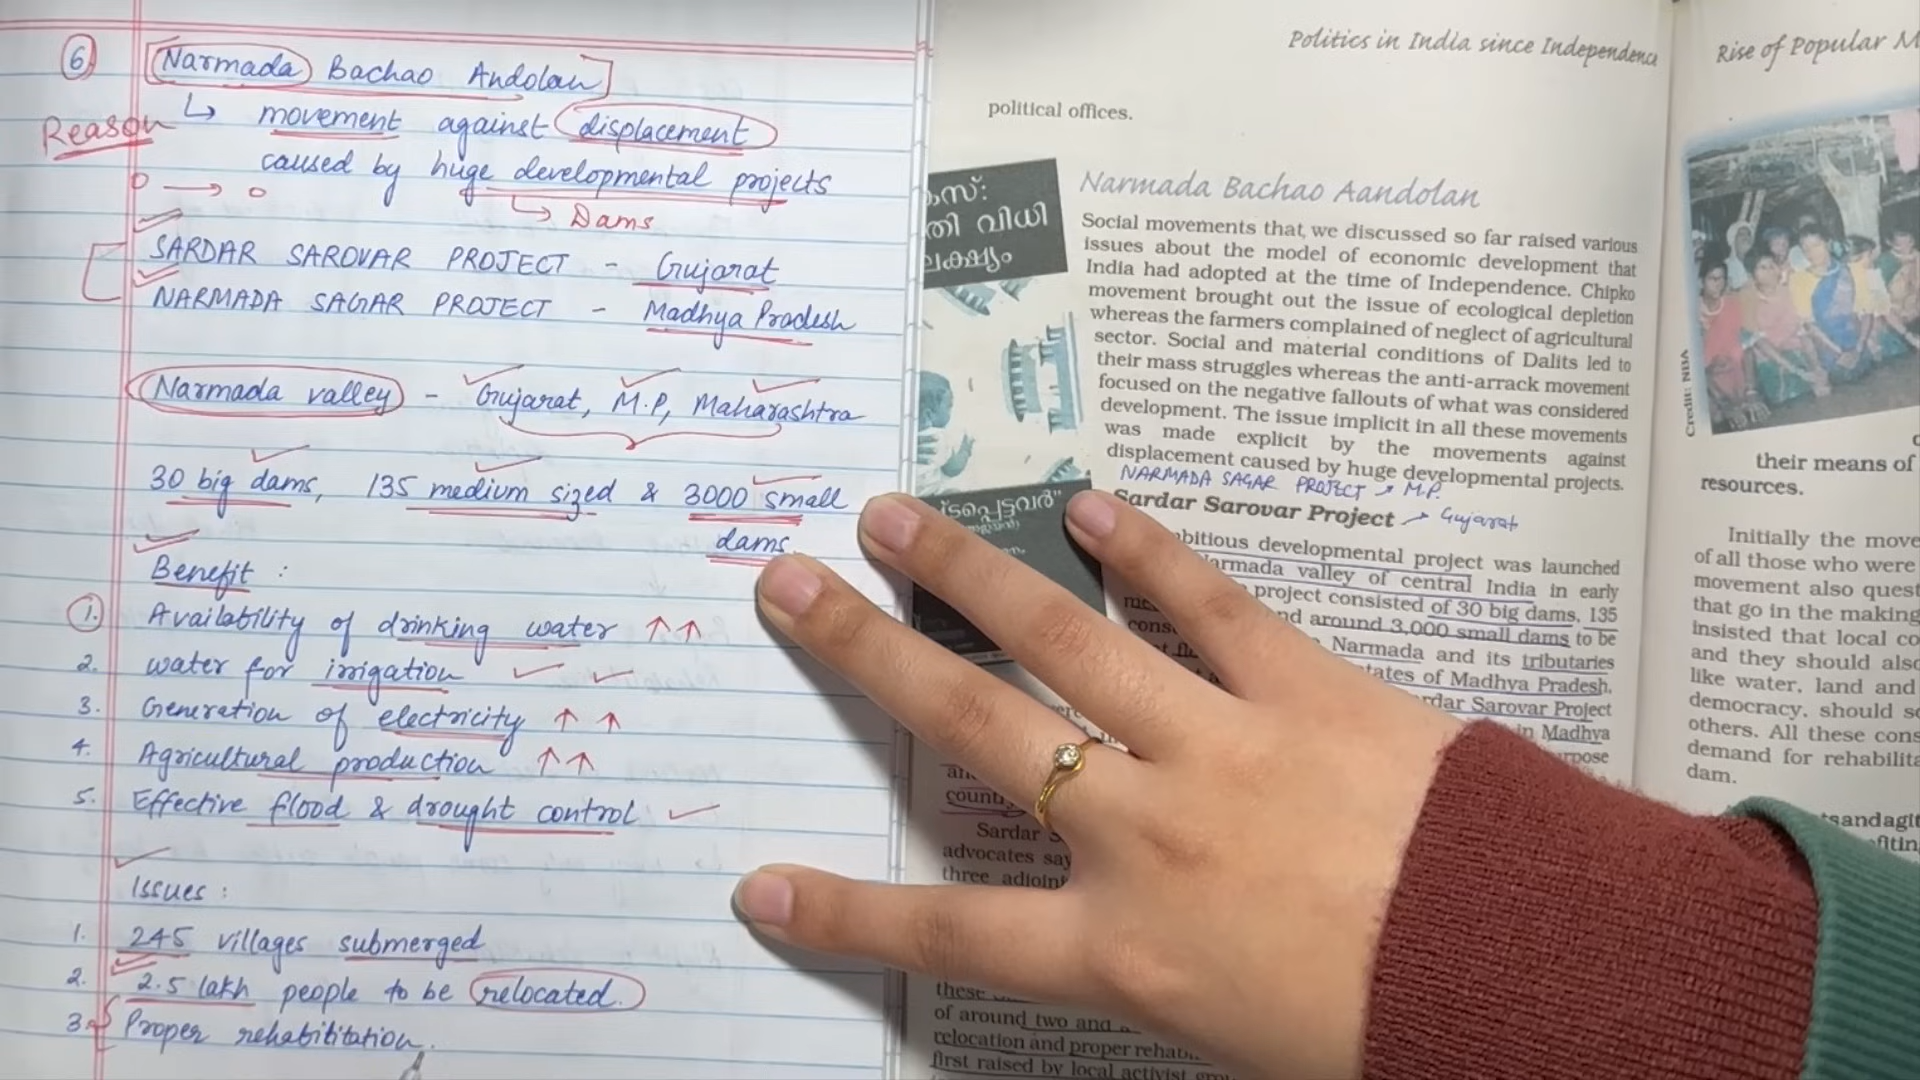 6 Narmada Bachao Andolan
Reason ↳ movement against displacement
caused by huge developmental projects
o → o ↳ Dams
SARDAR SAROVAR PROJECT - Gujarat
NARMADA SAGAR PROJECT - Madhya Pradesh
Narmada valley - Gujarat, M.P, Maharashtra
30 big dams, 135 medium sized & 3000 small
dams.
Benefit :
1. Availability of drinking water ↑↑
2. water for irrigation
3. Generation of electricity ↑ ↑
4. Agricultural production ↑↑
5. Effective flood & drought control
Issues :
1. 245 villages submerged
2. 2.5 lakh people to be relocated.
3. Proper rehabititation.
Politics in India since Independence
political offices.
വിധി
ലക്ഷ്യം
Narmada Bachao Aandolan
Social movements that we discussed so far raised various
issues about the model of economic development that
India had adopted at the time of Independence. Chipko
movement brought out the issue of ecological depletion
whereas the farmers complained of neglect of agricultural
sector. Social and material conditions of Dalits led to
their mass struggles whereas the anti-arrack movement
focused on the negative fallouts of what was considered
development. The issue implicit in all these movements
was made explicit by the movements against
displacement caused by huge developmental projects.
NARMADA SAGAR PROJECT → M.P.
Sardar Sarovar Project → Gujarat
developmental project was launched
valley of central India in early
project consisted of 30 big dams, 135
around 3,000 small dams to be
Narmada and its tributaries
of Madhya Pradesh,
Sarovar Project
in Madhya
Sardar
advocates say
three
these
of around two and a
relocation and proper
first raised by local activist
Rise of Popular M
Credit: NBA
their means of
resources.
Initially the move
of all those who were
movement also quest
that go in the making
insisted that local co
and they should also
like water, land and
democracy, should s
others. All these cons
demand for rehabilita
dam.